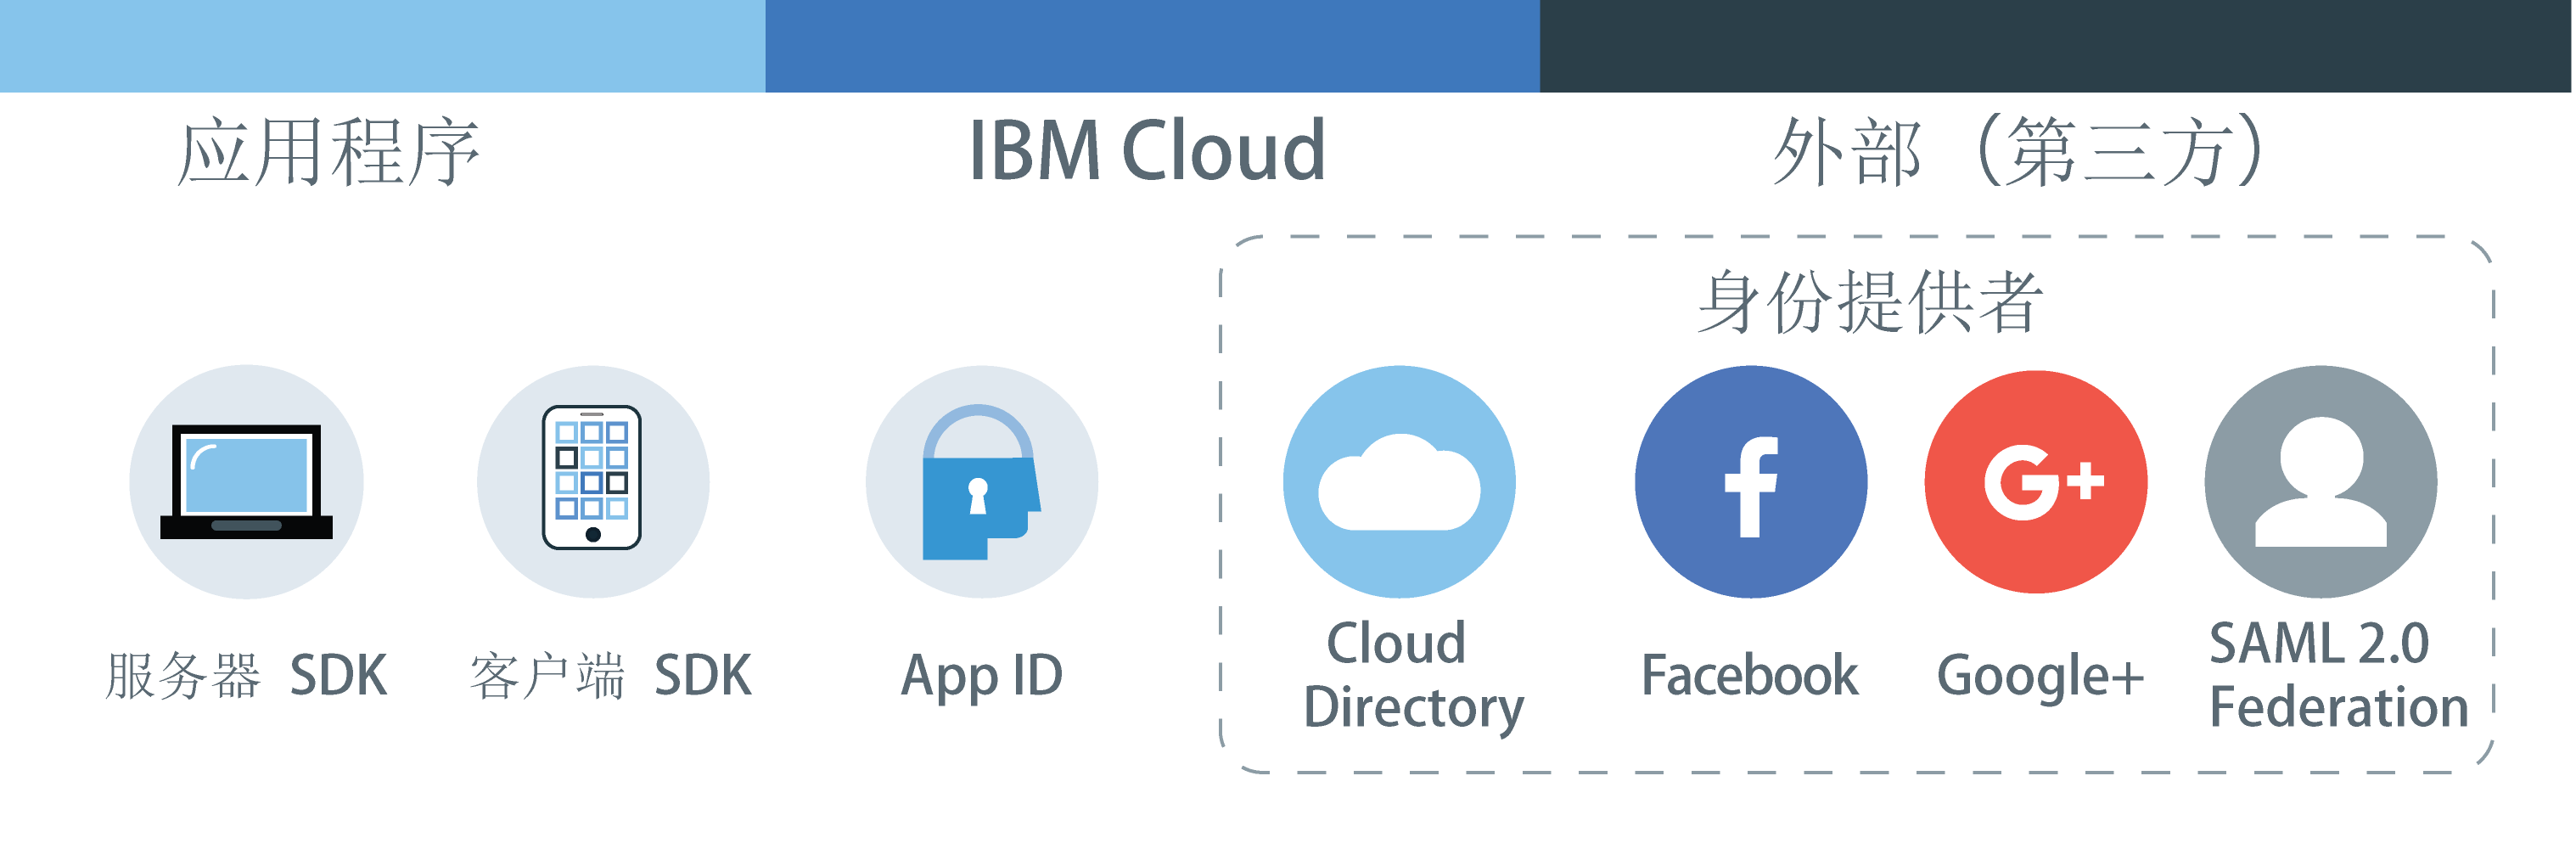 应用程序
IBM Cloud
外部（第三方）
身份提供者
f
G+
服务器 SDK
客户端 SDK
App ID
Cloud
Directory
Facebook
Google+
SAML 2.0
Federation